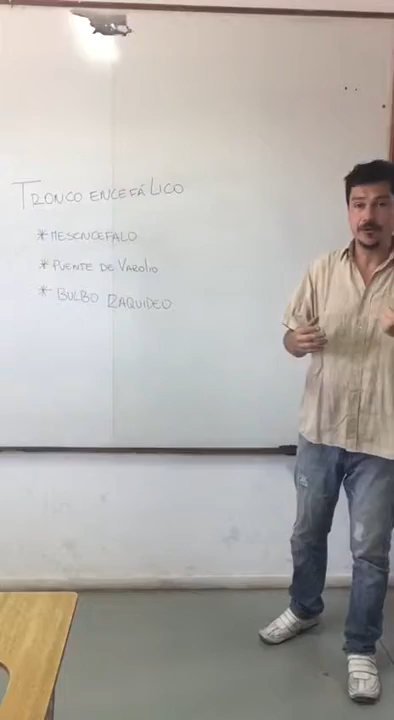 TRONCO ENCEFÁLICO
* MESENCEFALO
* PUENTE DE VAROLIO
* BULBO RAQUIDEO